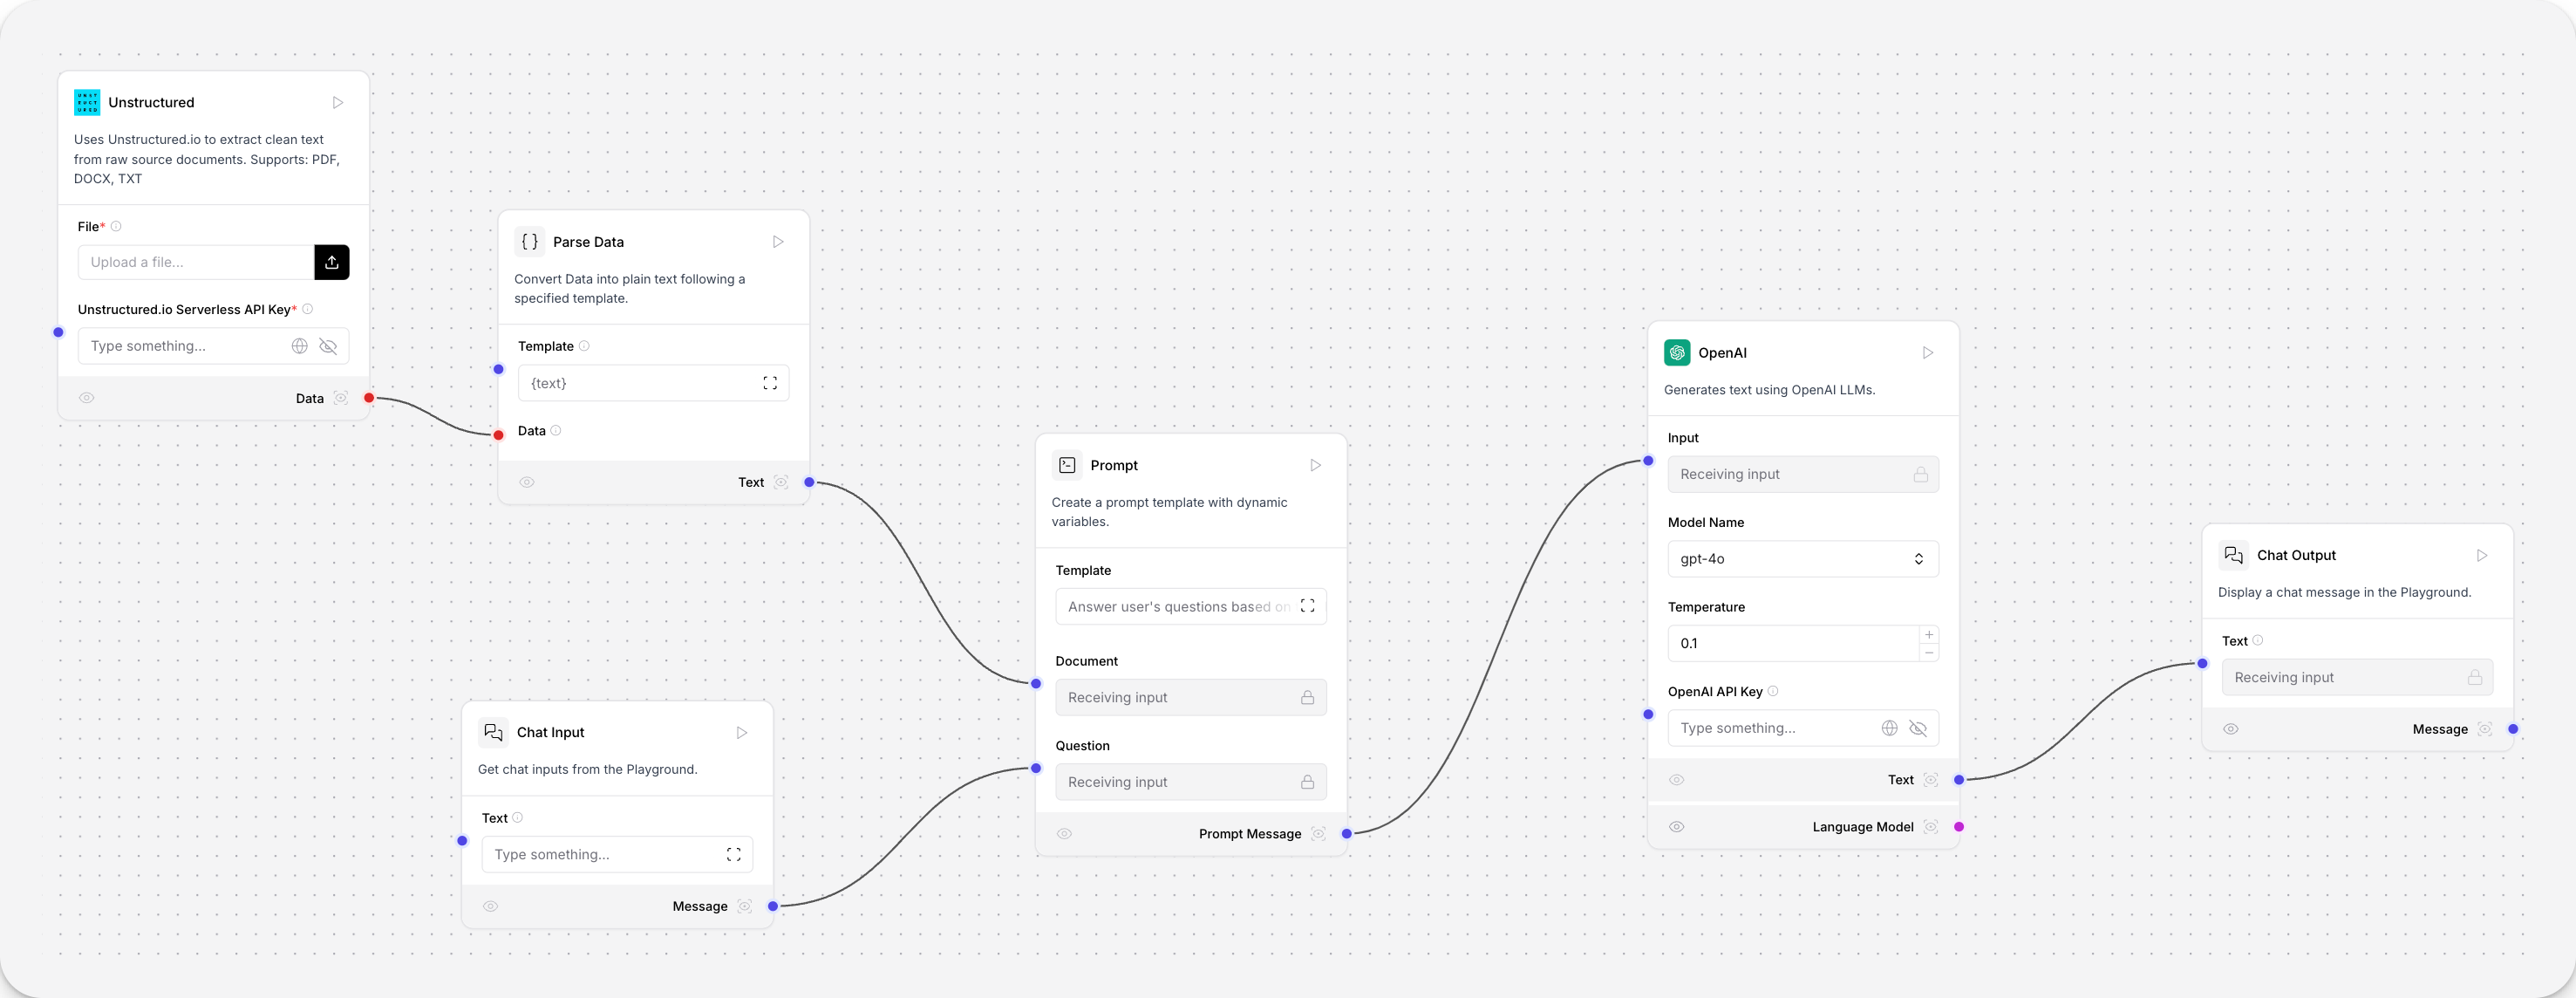 UNST
RUCT
URED
Unstructured
Uses Unstructured.io to extract clean text
from raw source documents. Supports: PDF,
DOCX, TXT
File*
Upload a file...
Unstructured.io Serverless API Key*
Type something...
Data
{ } Parse Data
Convert Data into plain text following a
specified template.
Template
{text}
Data
Text
Chat Input
Get chat inputs from the Playground.
Text
Type something...
Message
Prompt
Create a prompt template with dynamic
variables.
Template
Answer user's questions based on
Document
Receiving input
Question
Receiving input
Prompt Message
OpenAI
Generates text using OpenAI LLMs.
Input
Receiving input
Model Name
gpt-4o
Temperature
0.1
OpenAI API Key
Type something...
Text
Language Model
Chat Output
Display a chat message in the Playground.
Text
Receiving input
Message